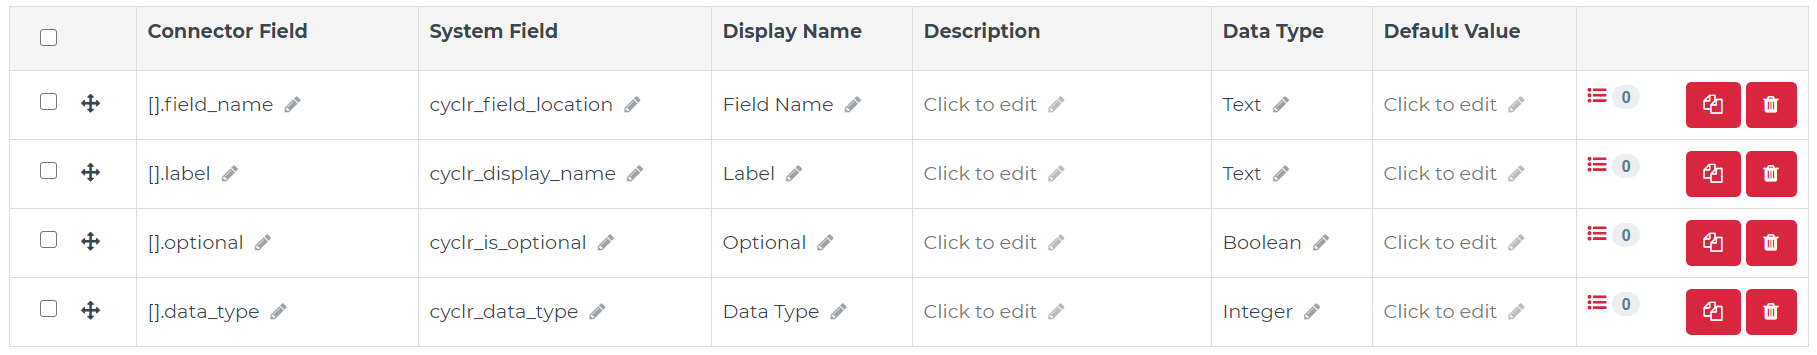 Connector Field System Field Display Name Description Data Type Default Value
[].field_name cyclr_field_location Field Name Click to edit Text Click to edit 0
[].label cyclr_display_name Label Click to edit Text Click to edit 0
[].optional cyclr_is_optional Optional Click to edit Boolean Click to edit 0
[].data_type cyclr_data_type Data Type Click to edit Integer Click to edit 0